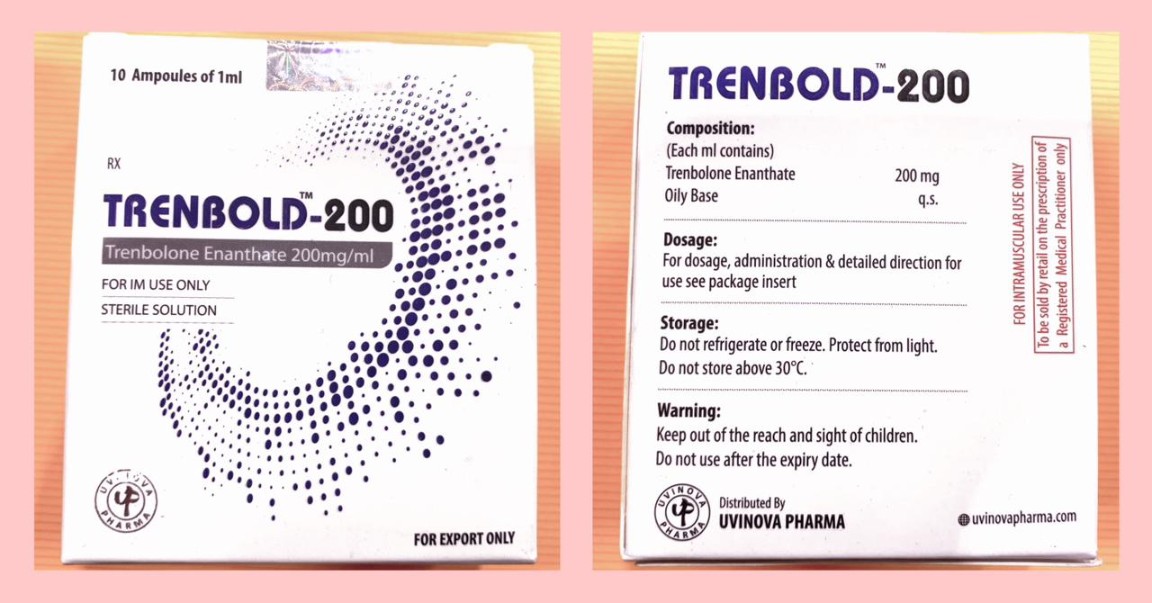 10 Ampoules of 1ml
RX
TRENBOLD™-200
Trenbolone Enanthate 200mg/ml
FOR IM USE ONLY
STERILE SOLUTION
UVINOVA PHARMA
FOR EXPORT ONLY
TRENBOLD™-200
Composition:
(Each ml contains)
Trenbolone Enanthate 200 mg
Oily Base q.s.
Dosage:
For dosage, administration & detailed direction for
use see package insert
Storage:
Do not refrigerate or freeze. Protect from light.
Do not store above 30°C.
Warning:
Keep out of the reach and sight of children.
Do not use after the expiry date.
UVINOVA PHARMA
Distributed By
UVINOVA PHARMA
uvinovapharma.com
FOR INTRAMUSCULAR USE ONLY
To be sold by retail on the prescription of
a Registered Medical Practitioner only